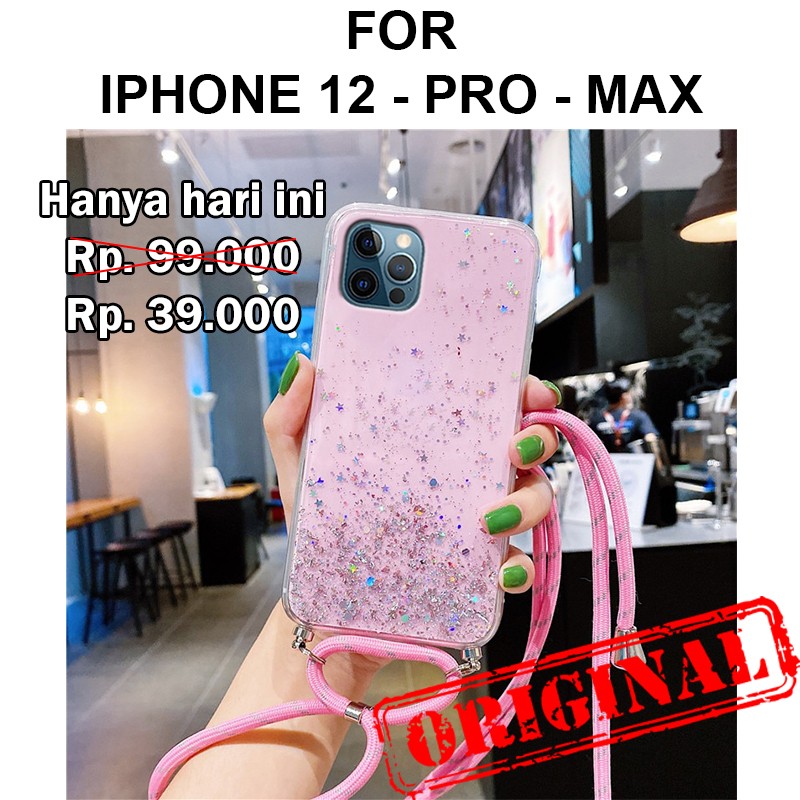 FOR
IPHONE 12 - PRO - MAX
Hanya hari ini
Rp. 99.000
Rp. 39.000
ORIGINAL